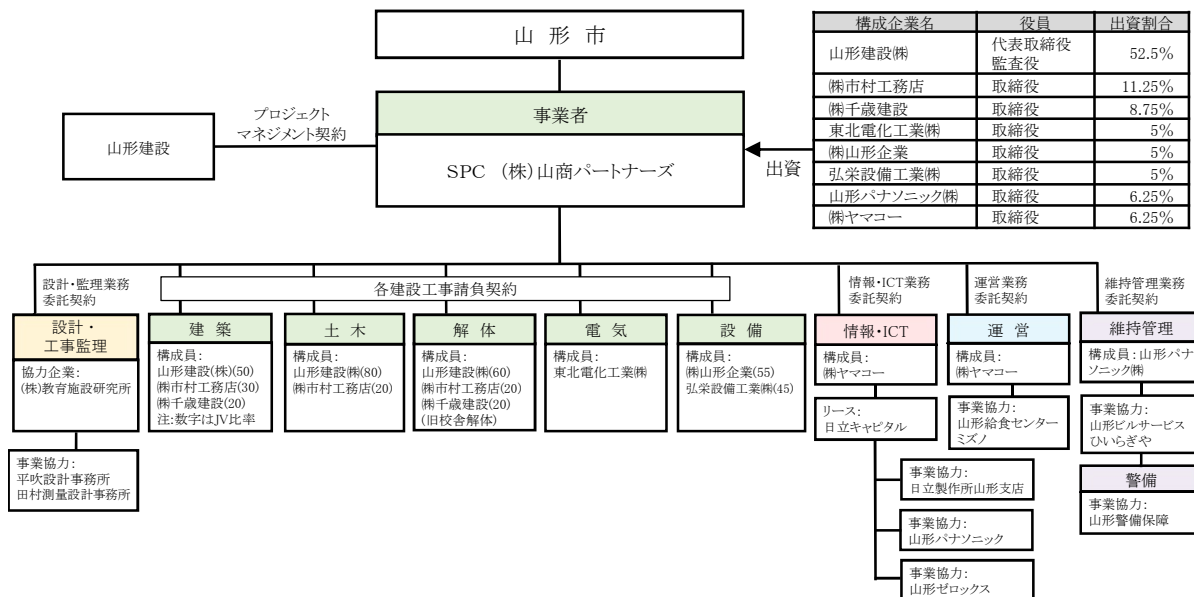 山 形 市
構成企業名 役員 出資割合
山形建設㈱ 代表取締役 52.5%
監査役
㈱市村工務店 取締役 11.25%
㈱千歳建設 取締役 8.75%
東北電化工業㈱ 取締役 5%
㈱山形企業 取締役 5%
弘栄設備工業㈱ 取締役 5%
山形パナソニック㈱ 取締役 6.25%
㈱ヤマコー 取締役 6.25%
山形建設
プロジェクト
マネジメント契約
事業者
SPC (株)山商パートナーズ
出資
設計・監理業務
委託契約
各建設工事請負契約
情報・ICT業務
委託契約
運営業務
委託契約
維持管理業務
委託契約
設計・
工事監理
協力企業:
(株)教育施設研究所
事業協力:
平吹設計事務所
田村測量設計事務所
建 築
構成員:
山形建設(株)(50)
㈱市村工務店(30)
㈱千歳建設(20)
注:数字はJV比率
土 木
構成員:
山形建設㈱(80)
㈱市村工務店(20)
解 体
構成員:
山形建設㈱(60)
㈱市村工務店(20)
㈱千歳建設(20)
(旧校舎解体)
電 気
構成員:
東北電化工業㈱
設 備
構成員:
㈱山形企業(55)
弘栄設備工業㈱(45)
情報・ICT
構成員:
㈱ヤマコー
リース:
日立キャピタル
事業協力:
日立製作所山形支店
事業協力:
山形パナソニック
事業協力:
山形ゼロックス
運 営
構成員:
㈱ヤマコー
事業協力:
山形給食センター
ミズノ
維持管理
構成員:山形パナ
ソニック㈱
事業協力:
山形ビルサービス
ひいらぎや
警備
事業協力:
山形警備保障